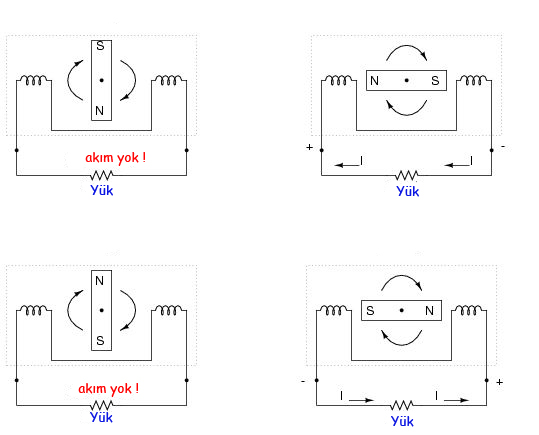 S
N
akım yok !
Yük
N S
+ -
I I
Yük
N
S
akım yok !
Yük
S N
- +
I I
Yük